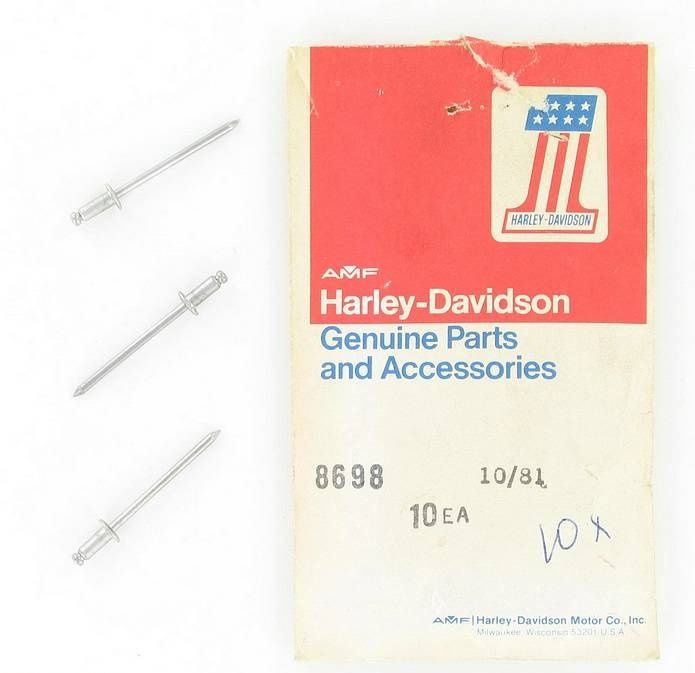 HARLEY-DAVIDSON
AMF
Harley-Davidson
Genuine Parts
and Accessories
8698 10/81
10 EA
10x
AMF | Harley-Davidson Motor Co., Inc.
Milwaukee, Wisconsin 53201 U.S.A.